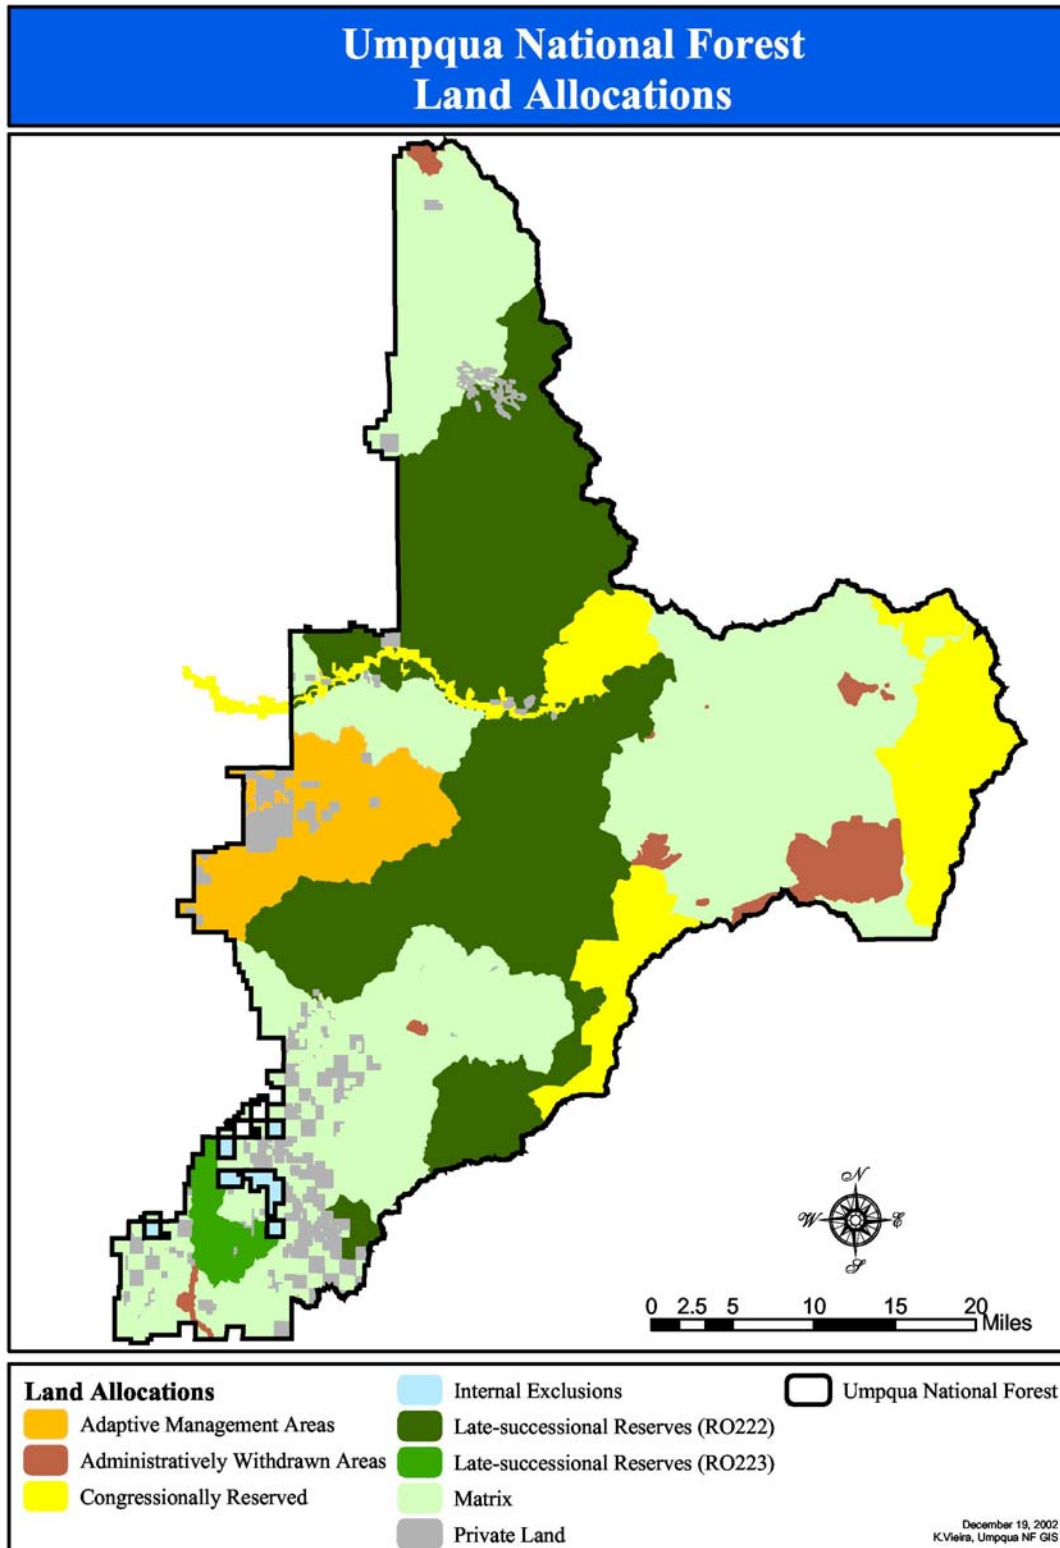 Umpqua National Forest
Land Allocations
N
W E
S
0 2.5 5 10 15 20
Miles
Land Allocations
Adaptive Management Areas
Administratively Withdrawn Areas
Congressionally Reserved
Internal Exclusions
Late-successional Reserves (RO222)
Late-successional Reserves (RO223)
Matrix
Private Land
Umpqua National Forest
December 19, 2002
K.Vieira, Umpqua NF GIS